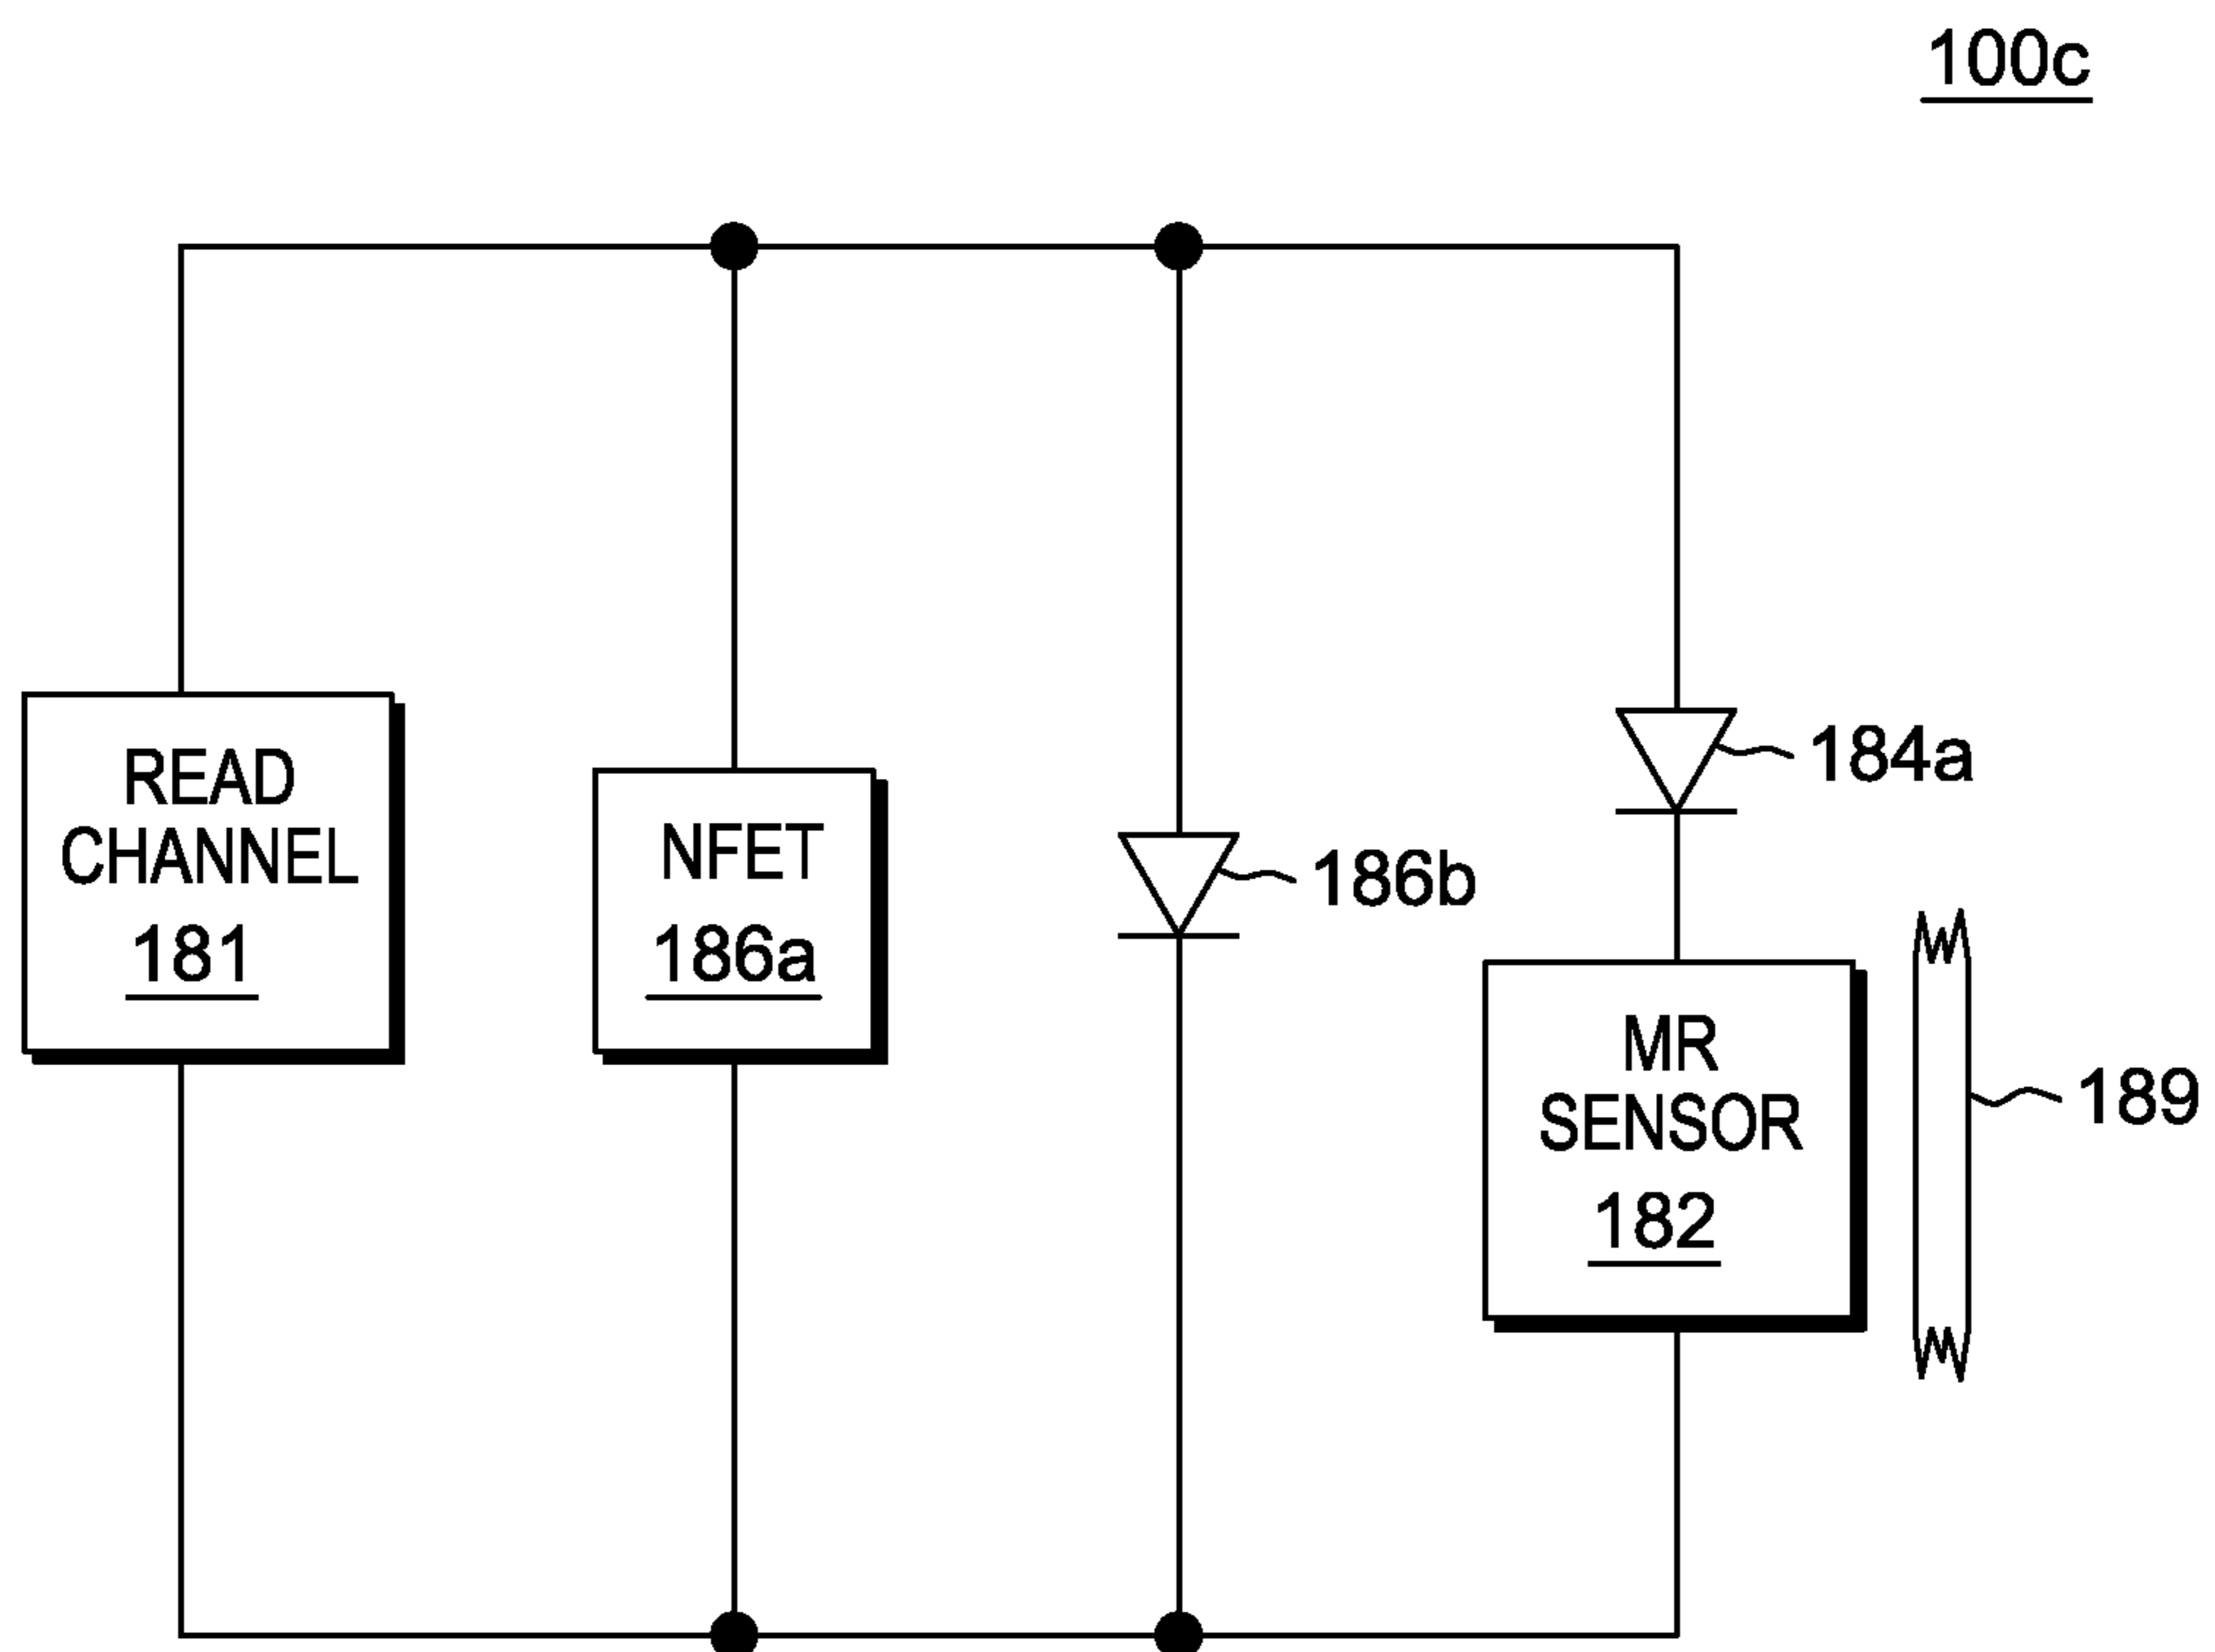 100c
READ
CHANNEL
181
NFET
186a
186b
184a
MR
SENSOR
182
189